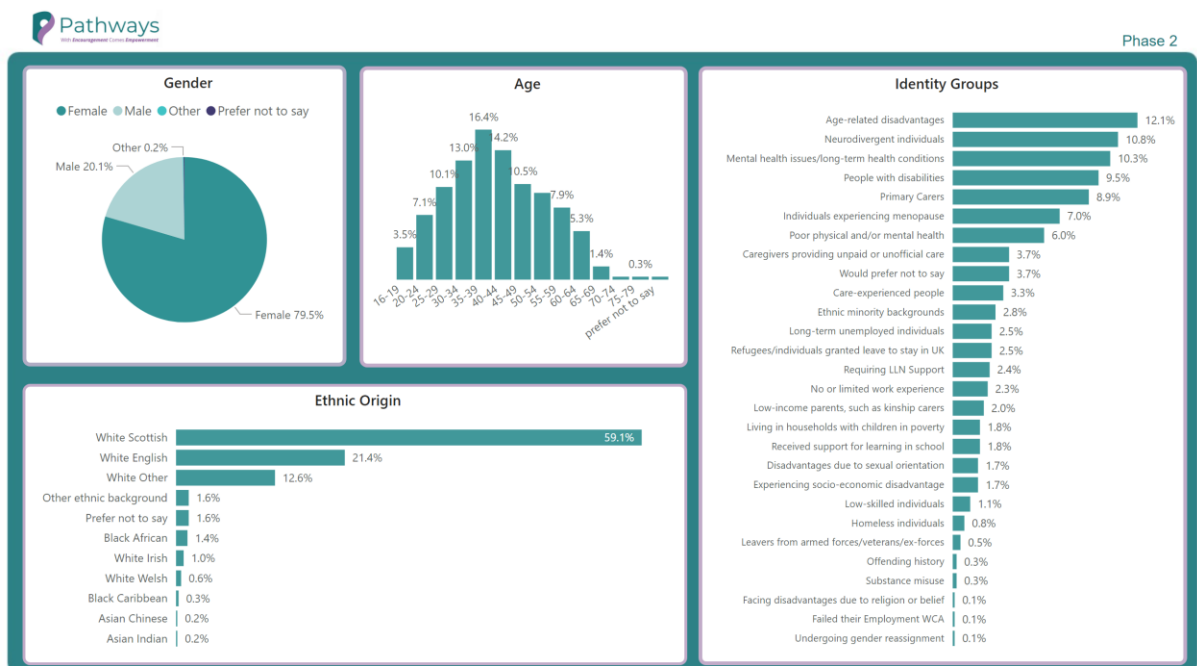 Pathways
With Encouragement Comes Empowerment
Phase 2
Gender
Female Male Other Prefer not to say
Other 0.2%
Male 20.1%
Female 79.5%
Age
16.4%
14.2%
13.0%
10.1%
10.5%
7.1%
7.9%
5.3%
3.5%
1.4%
0.3%
16-19
20-24
25-29
30-34
35-39
40-44
45-49
50-54
55-59
60-64
65-69
70-74
75-79
prefer not to say
Ethnic Origin
White Scottish 59.1%
White English 21.4%
White Other 12.6%
Other ethnic background 1.6%
Prefer not to say 1.6%
Black African 1.4%
White Irish 1.0%
White Welsh 0.6%
Black Caribbean 0.3%
Asian Chinese 0.2%
Asian Indian 0.2%
Identity Groups
Age-related disadvantages 12.1%
Neurodivergent individuals 10.8%
Mental health issues/long-term health conditions 10.3%
People with disabilities 9.5%
Primary Carers 8.9%
Individuals experiencing menopause 7.0%
Poor physical and/or mental health 6.0%
Caregivers providing unpaid or unofficial care 3.7%
Would prefer not to say 3.7%
Care-experienced people 3.3%
Ethnic minority backgrounds 2.8%
Long-term unemployed individuals 2.5%
Refugees/individuals granted leave to stay in UK 2.5%
Requiring LLN Support 2.4%
No or limited work experience 2.3%
Low-income parents, such as kinship carers 2.0%
Living in households with children in poverty 1.8%
Received support for learning in school 1.8%
Disadvantages due to sexual orientation 1.7%
Experiencing socio-economic disadvantage 1.7%
Low-skilled individuals 1.1%
Homeless individuals 0.8%
Leavers from armed forces/veterans/ex-forces 0.5%
Offending history 0.3%
Substance misuse 0.3%
Facing disadvantages due to religion or belief 0.1%
Failed their Employment WCA 0.1%
Undergoing gender reassignment 0.1%